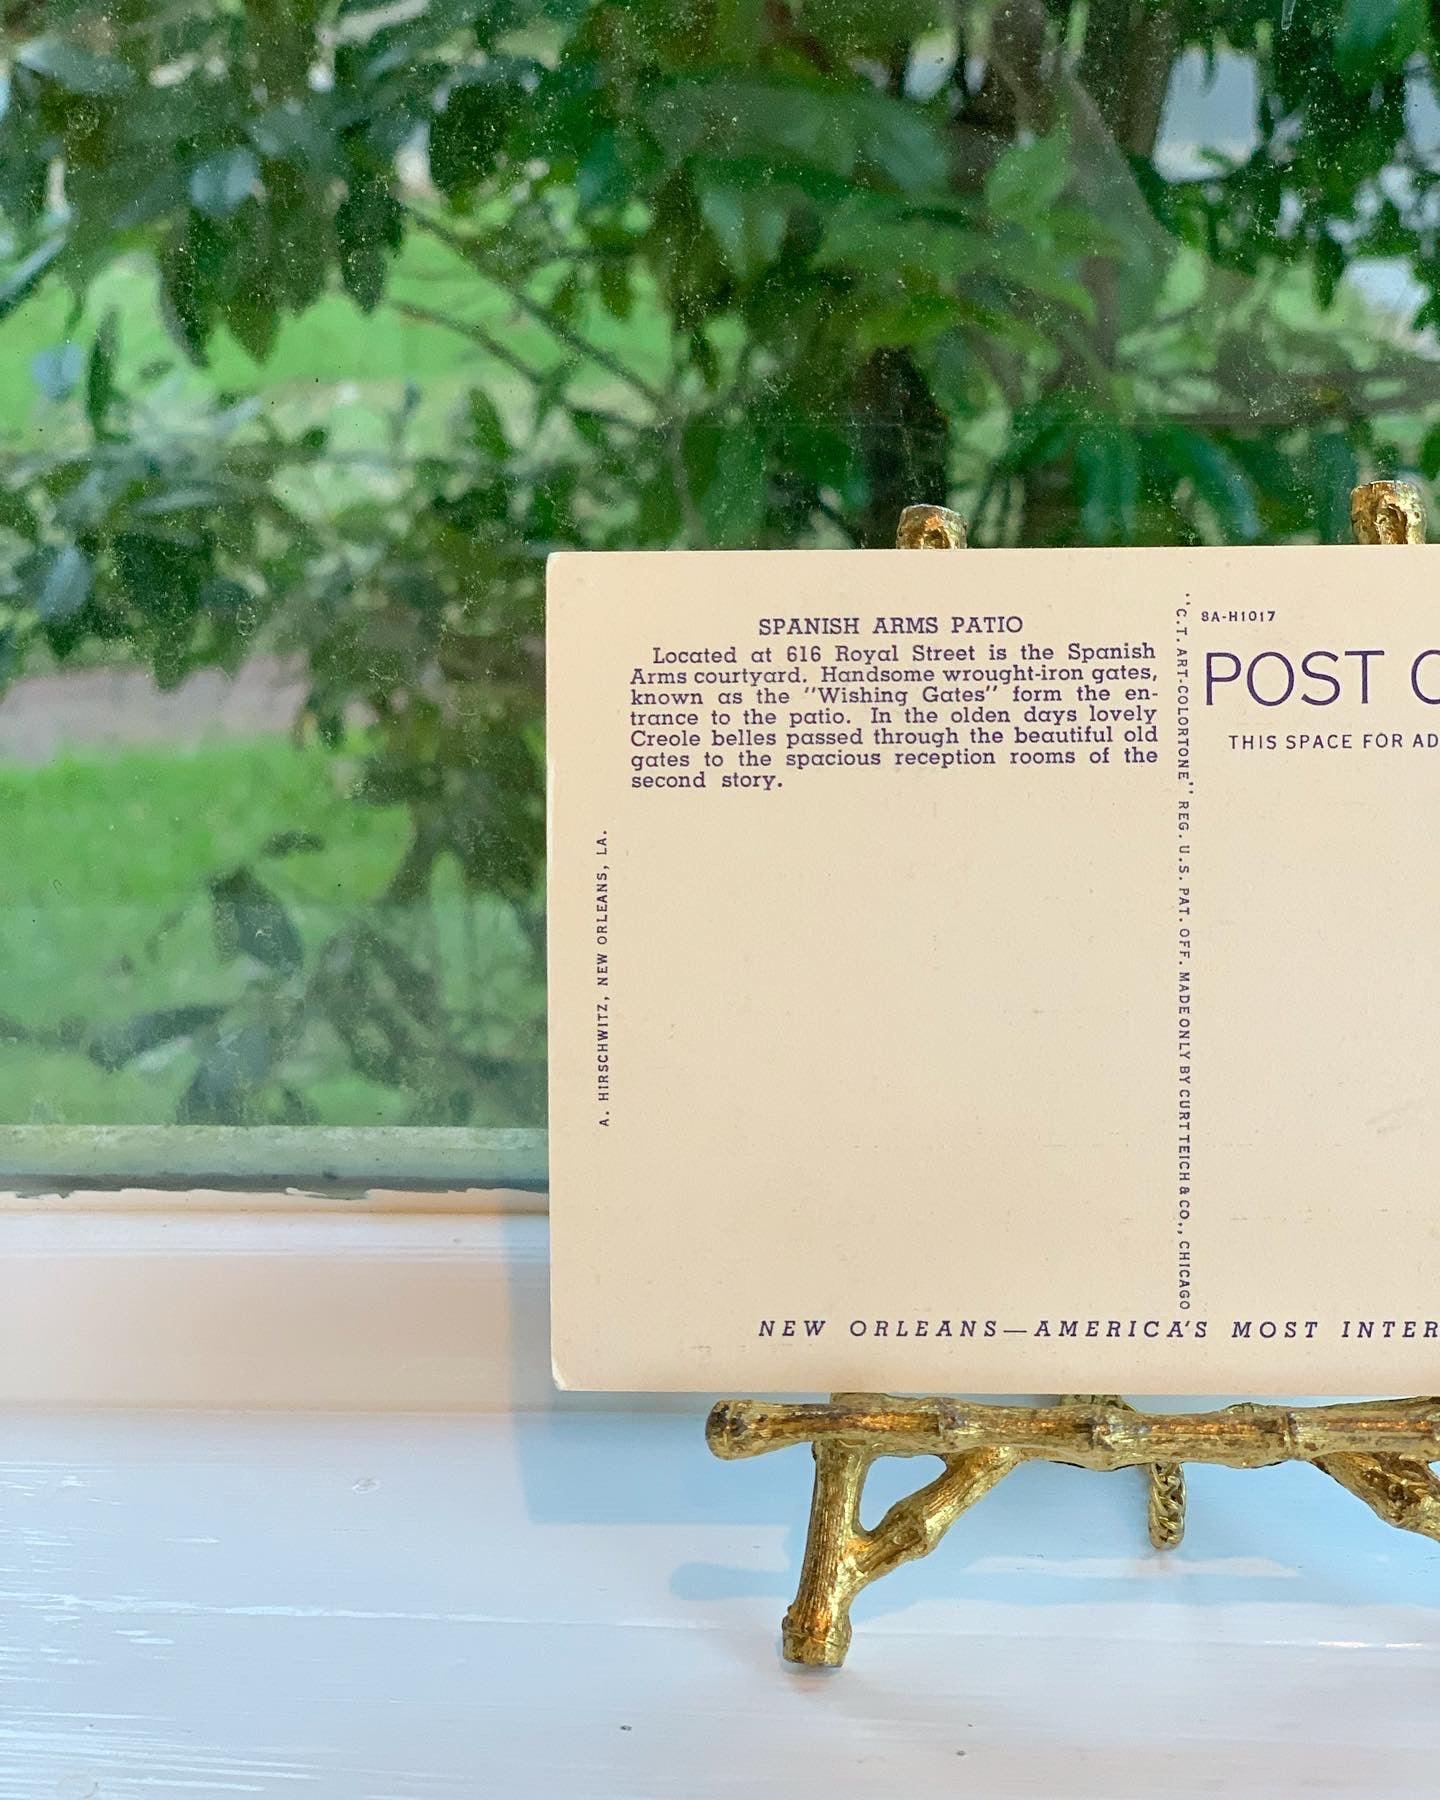 SPANISH ARMS PATIO
Located at 616 Royal Street is the Spanish
Arms courtyard. Handsome wrought-iron gates,
known as the "Wishing Gates" form the en-
trance to the patio. In the olden days lovely
Creole belles passed through the beautiful old
gates to the spacious reception rooms of the
second story.
A. HIRSCHWITZ, NEW ORLEANS, LA.
"C.T. ART-COLORTONE" REG. U.S. PAT. OFF. MADE ONLY BY CURT TEICH & CO., CHICAGO
8A-H1017
POST C
THIS SPACE FOR AD
NEW ORLEANS—AMERICA'S MOST INTER